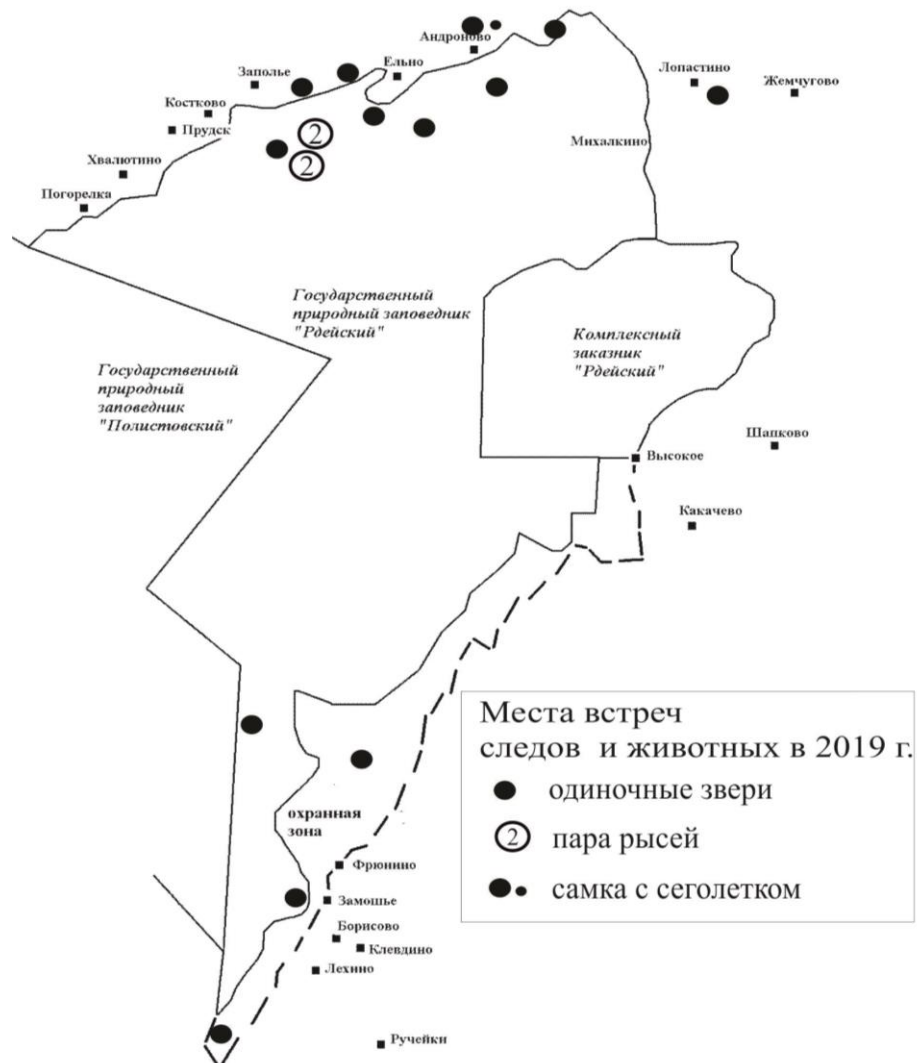 Андроново
Ельно
Заполье
Лопастино
Жемчугово
Костково
Прудск
2
Михалкино
2
Хвалютино
Погорелка
Государственный
природный заповедник
"Рдейский"
Комплексный
заказник
"Рдейский"
Государственный
природный
заповедник
"Полистовский"
Шапково
Высокое
Какачево
Места встреч
следов и животных в 2019 г.
одиночные звери
2 пара рысей
самка с сеголетком
охранная
зона
Фрюнино
Замошье
Борисово
Клевдино
Лехино
Ручейки